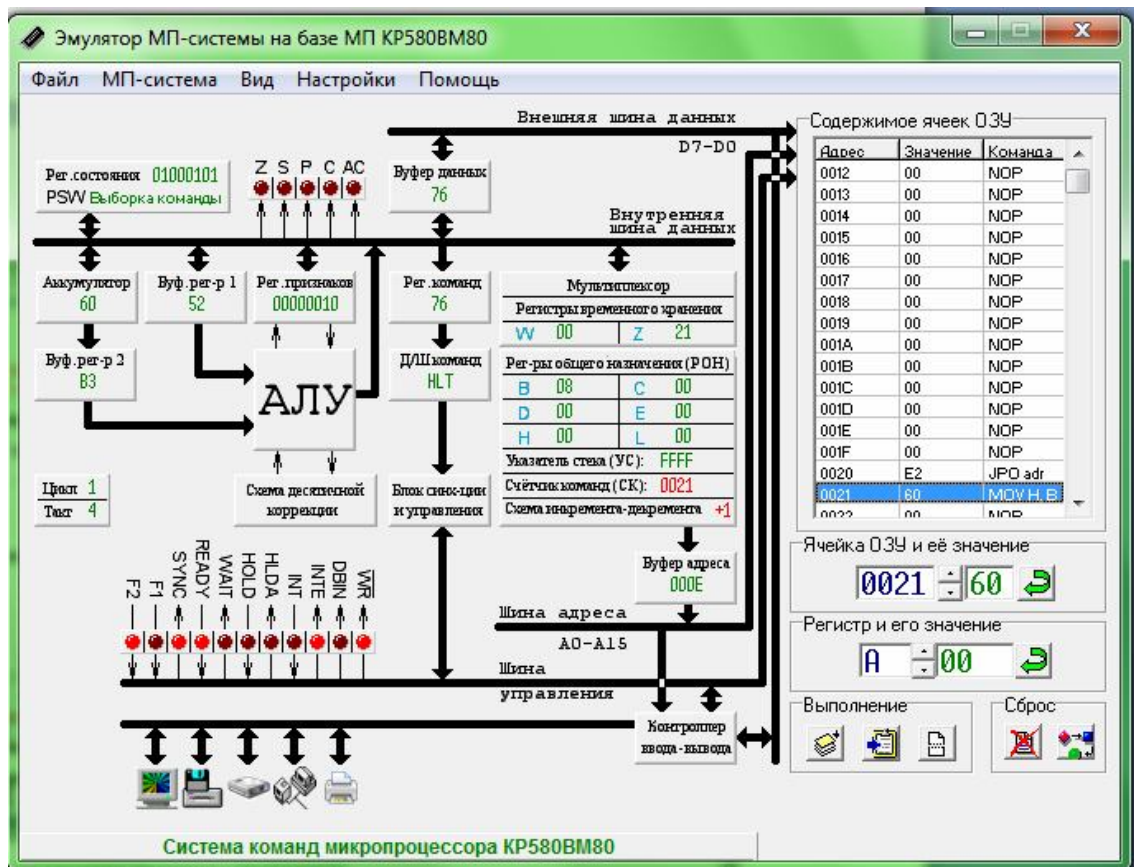 Эмулятор МП-системы на базе МП КР580ВМ80
Файл МП-система Вид Настройки Помощь
Внешняя шина данных
D7-D0
Рег.состояния 01000101
PSW Выборка команды
Z S P C AC
Буфер данных
76
Внутренняя
шина данных
Аккумулятор
60
Буф.рег-р 1
52
Рег.признаков
00000010
Рег.команд
76
Мультиплексор
Регистры временного хранения
W 00 Z 21
Буф.рег-р 2
B3
АЛУ
Д/Ш команд
HLT
Рег-ры общего назначения (РОН)
B 08 C 00
D 00 E 00
H 00 L 00
Указатель стека (УС): FFFF
Счётчик команд (СК): 0021
Схема инкремента-декремента +1
Цикл 1
Такт 4
Схема десятичной
коррекции
Блок синх-ции
и управления
Буфер адреса
000E
F2 F1 SYNC READY WAIT HOLD HLDA INT INTE DBIN WR
Шина адреса
A0-A15
Шина
управления
Контроллер
ввода-вывода
Содержимое ячеек ОЗУ
Адрес Значение Команда
0012 00 NOP
0013 00 NOP
0014 00 NOP
0015 00 NOP
0016 00 NOP
0017 00 NOP
0018 00 NOP
0019 00 NOP
001A 00 NOP
001B 00 NOP
001C 00 NOP
001D 00 NOP
001E 00 NOP
001F 00 NOP
0020 E2 JPO adr
0021 60 MOV H, B
0022 00 NOP
Ячейка ОЗУ и её значение
0021 60
Регистр и его значение
A 00
Выполнение
Сброс
Система команд микропроцессора КР580ВМ80